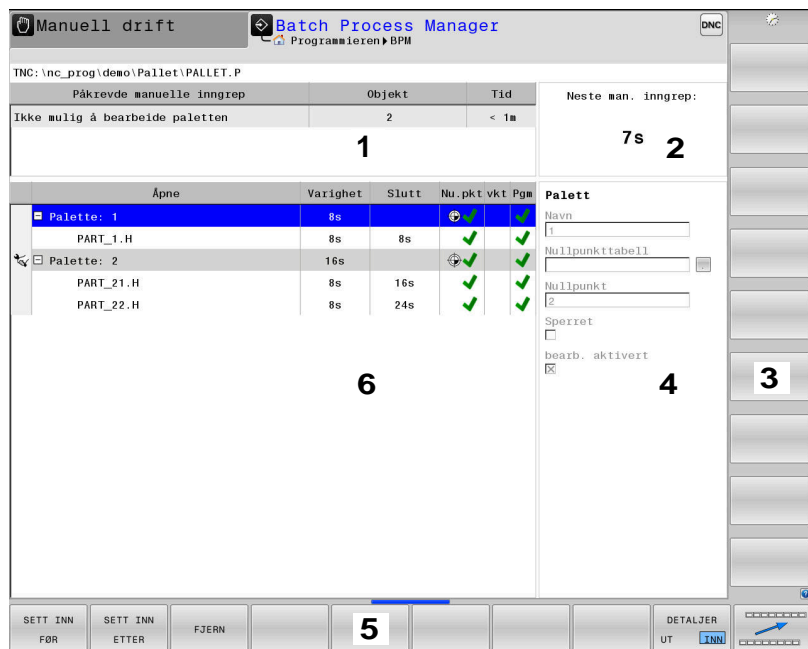 Manuell drift
Batch Process Manager
Programmieren BPM
DNC
TNC:\nc_prog\demo\Pallet\PALLET.P
Påkrevde manuelle inngrep Objekt Tid
Ikke mulig å bearbeide paletten 2 < 1m
1
Neste man. inngrep:
7s
2
Åpne Varighet Slutt Nu.pkt vkt Pgm
Palette: 1 8s
PART_1.H 8s 8s
Palette: 2 16s
PART_21.H 8s 16s
PART_22.H 8s 24s
6
Palett
Navn
1
Nullpunkttabell
Nullpunkt
2
Sperret
bearb. aktivert
4
3
SETT INN FØR
SETT INN ETTER
FJERN
5
DETALJER
UT INN